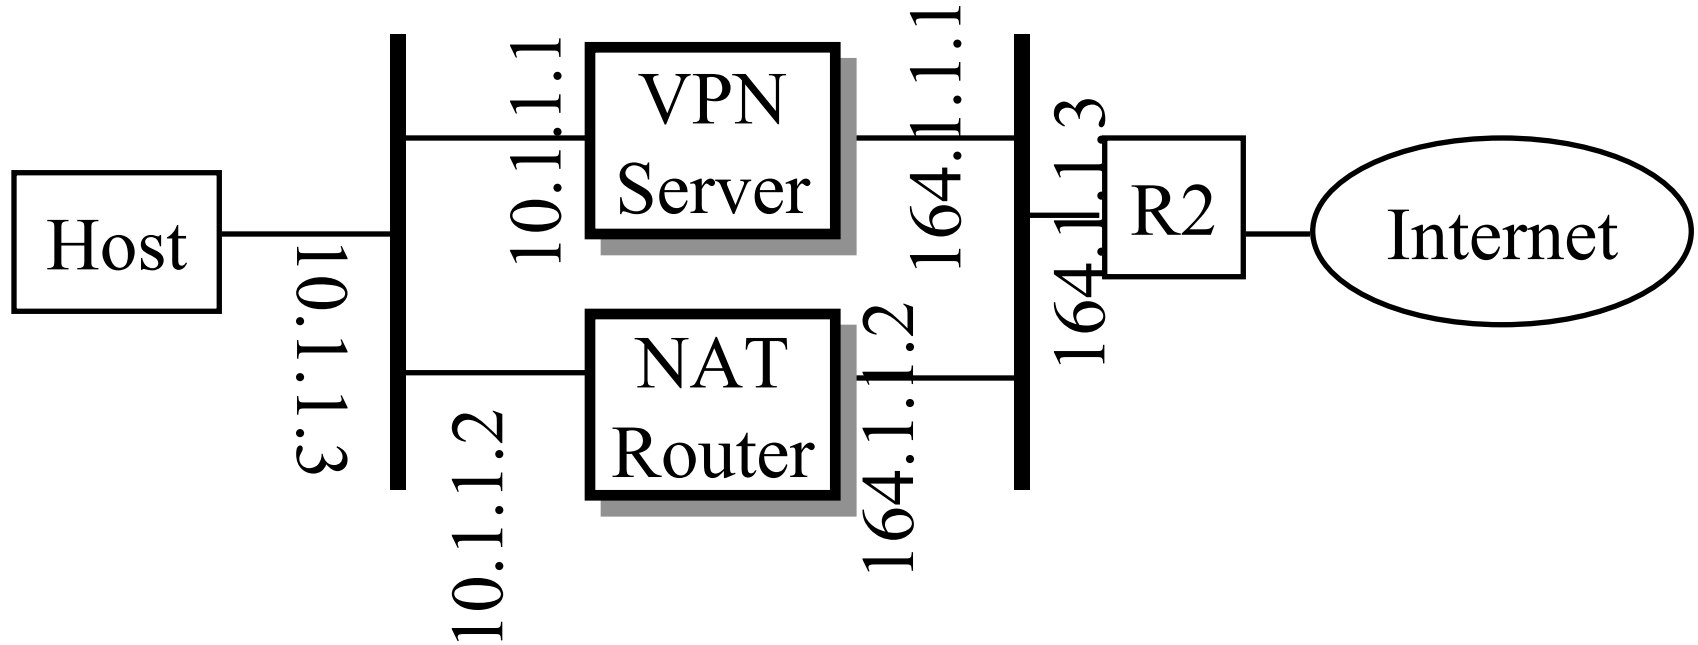 Host
10.1.1.3
10.1.1.1
VPN
Server
164.1.1.1
10.1.1.2
NAT
Router
164.1.1.2
164.1.1.3
R2
Internet